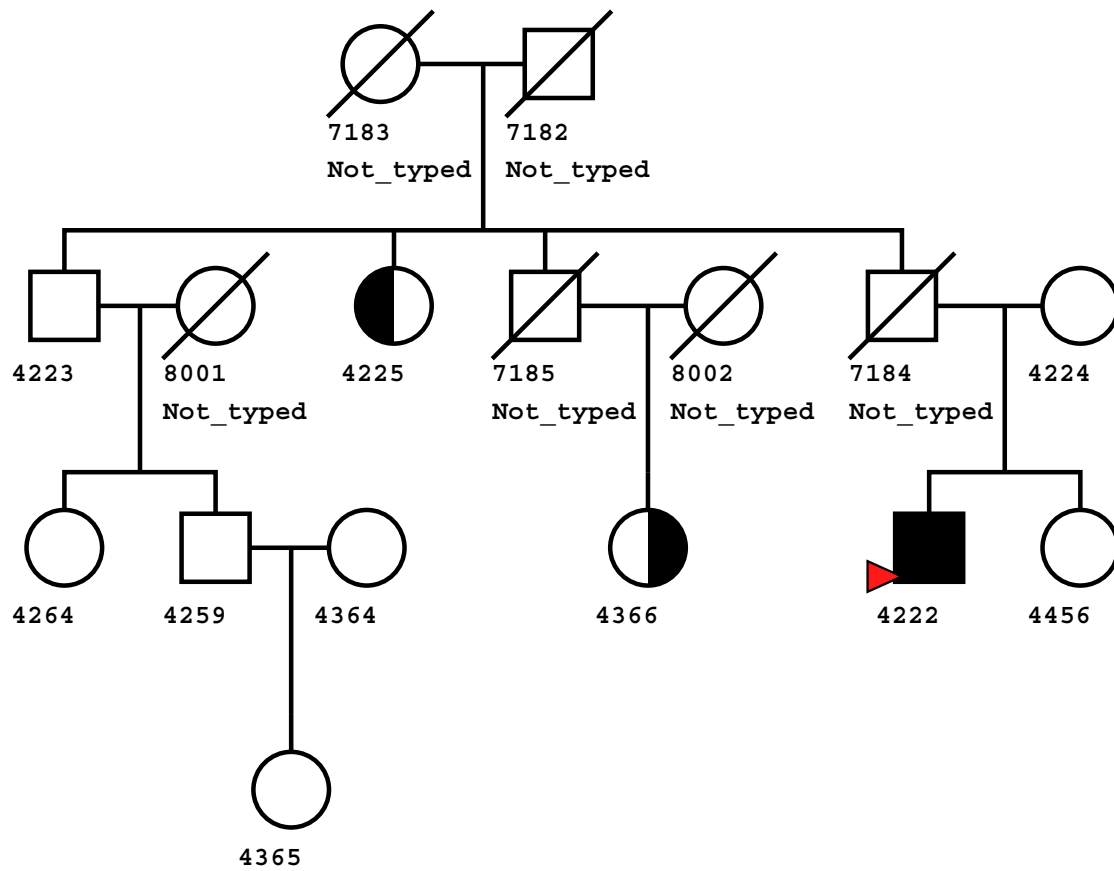 7183 7182
Not_typed Not_typed
4223 8001 4225 7185 8002 7184 4224
Not_typed Not_typed Not_typed Not_typed
4264 4259 4364 4366 4222 4456
4365